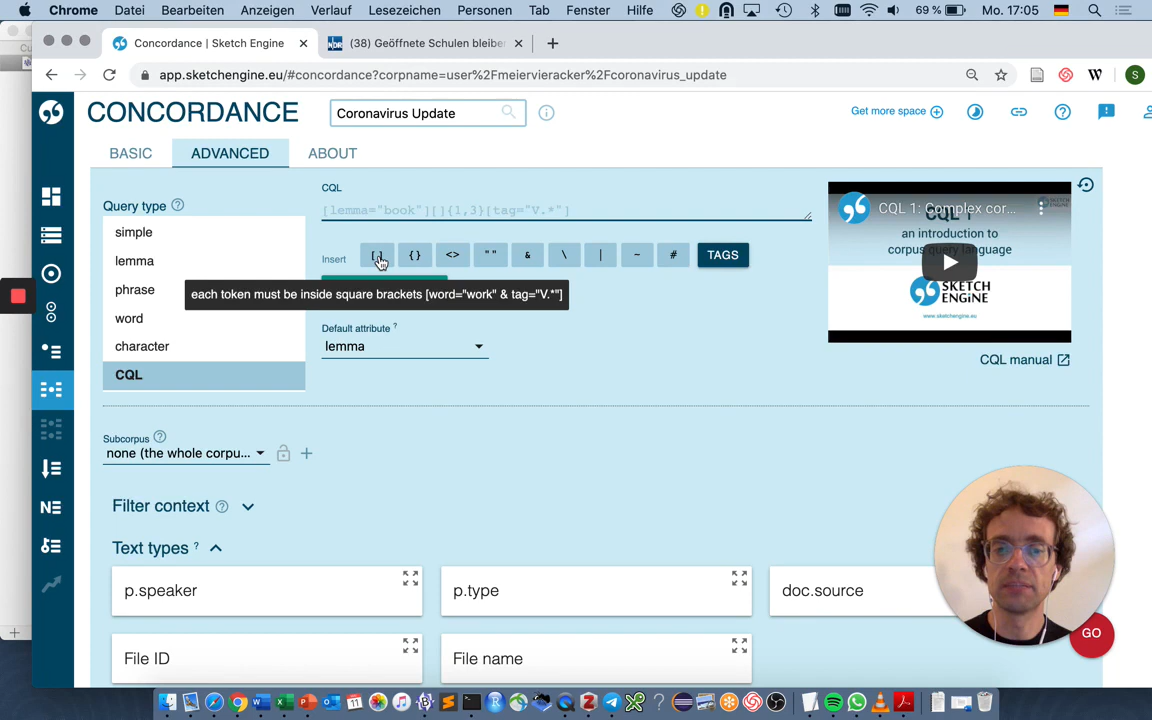 Chrome Datei Bearbeiten Anzeigen Verlauf Lesezeichen Personen Tab Fenster Hilfe 69 % Mo. 17:05
Concordance | Sketch Engine
(38) Geöffnete Schulen bleiber
app.sketchengine.eu/#concordance?corpname=user%2Fmeiervieracker%2Fcoronavirus_update
W S
CONCORDANCE
Coronavirus Update
Get more space
BASIC ADVANCED ABOUT
Query type
simple
lemma
phrase
word
character
CQL
CQL
[lemma="book"][]{1,3}[tag="V.*"]
Insert [] {} <> "" & \ | ~ # TAGS
each token must be inside square brackets [word="work" & tag="V.*"]
Default attribute ?
lemma
CQL 1: Complex cor...
an introduction to
corpus query language
SKETCH
ENGINE
www.sketchengine.eu
CQL manual
Subcorpus
none (the whole corpu...
Filter context
Text types ?
p.speaker
p.type
doc.source
File ID
File name
GO